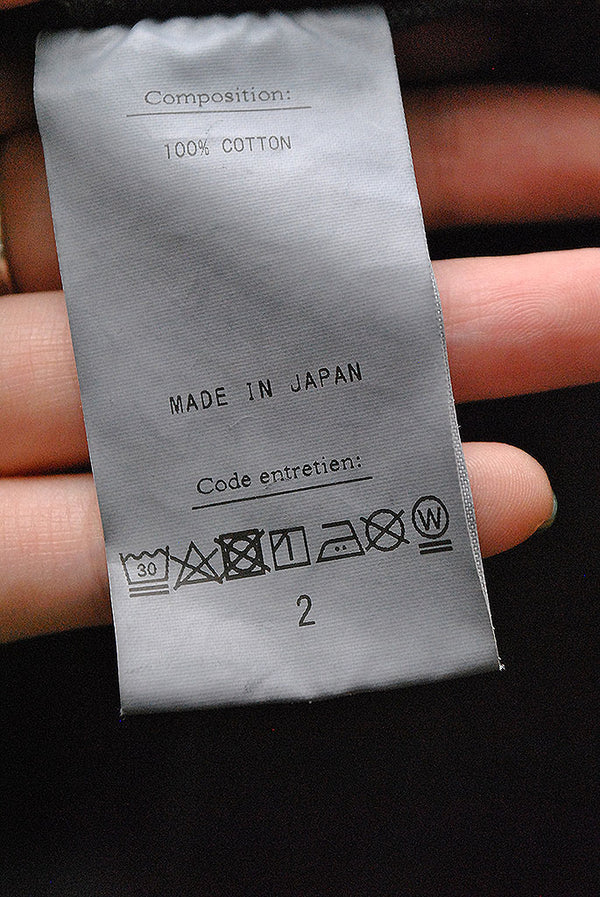 Composition:
100% COTTON
MADE IN JAPAN
Code entretien:
30 W
2